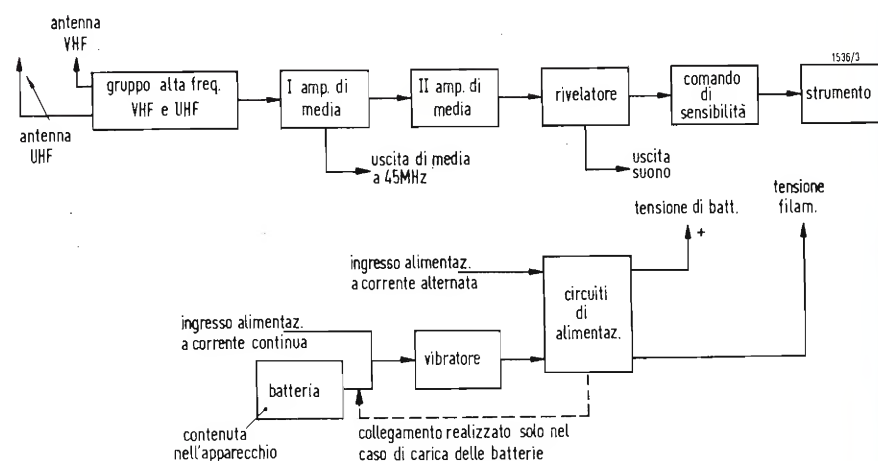 antenna
VHF
gruppo alta freq.
VHF e UHF
antenna
UHF
I amp. di
media
II amp. di
media
rivelatore
comando
di
sensibilità
1536/3
strumento
uscita di media
a 45MHz
uscita
suono
tensione di batt.
+
tensione
filam.
ingresso alimentaz.
a corrente alternata
circuiti
di
alimentaz.
ingresso alimentaz.
a corrente continua
vibratore
batteria
contenuta
nell'apparecchio
collegamento realizzato solo nel
caso di carica delle batterie